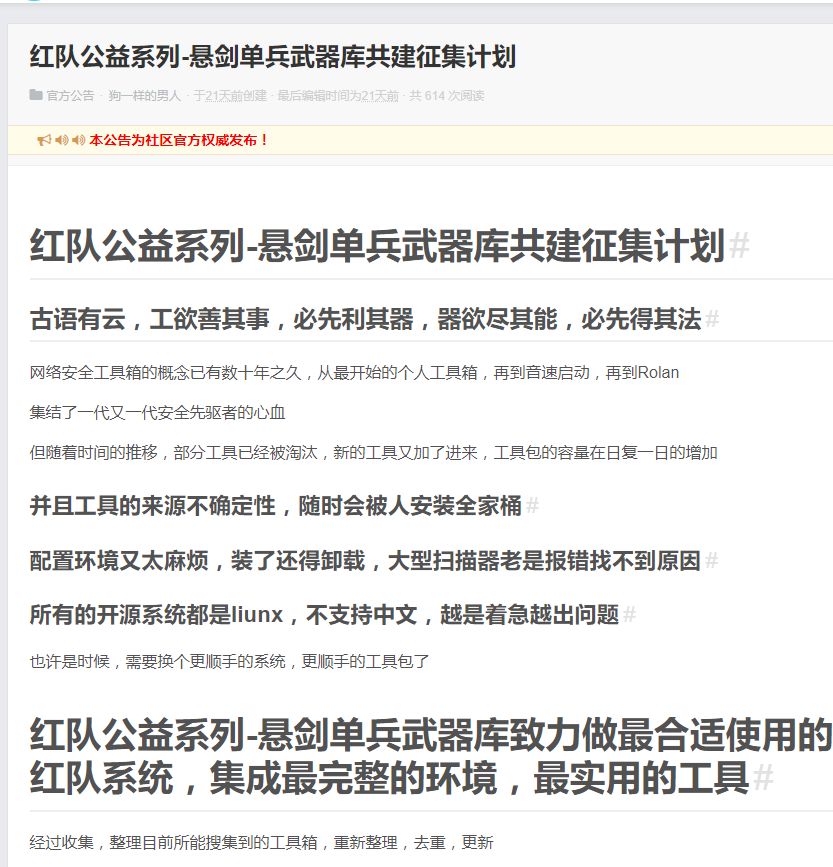 红队公益系列-悬剑单兵武器库共建征集计划
官方公告 · 狗一样的男人 · 于21天前创建 · 最后编辑时间为21天前 · 共 614 次阅读
本公告为社区官方权威发布！
红队公益系列-悬剑单兵武器库共建征集计划#
古语有云，工欲善其事，必先利其器，器欲尽其能，必先得其法#
网络安全工具箱的概念已有数十年之久，从最开始的个人工具箱，再到音速启动，再到Rolan
集结了一代又一代安全先驱者的心血
但随着时间的推移，部分工具已经被淘汰，新的工具又加了进来，工具包的容量在日复一日的增加
并且工具的来源不确定性，随时会被人安装全家桶#
配置环境又太麻烦，装了还得卸载，大型扫描器老是报错找不到原因#
所有的开源系统都是liunx，不支持中文，越是着急越出问题#
也许是时候，需要换个更顺手的系统，更顺手的工具包了
红队公益系列-悬剑单兵武器库致力做最合适使用的
红队系统，集成最完整的环境，最实用的工具#
经过收集，整理目前所能搜集到的工具箱，重新整理，去重，更新